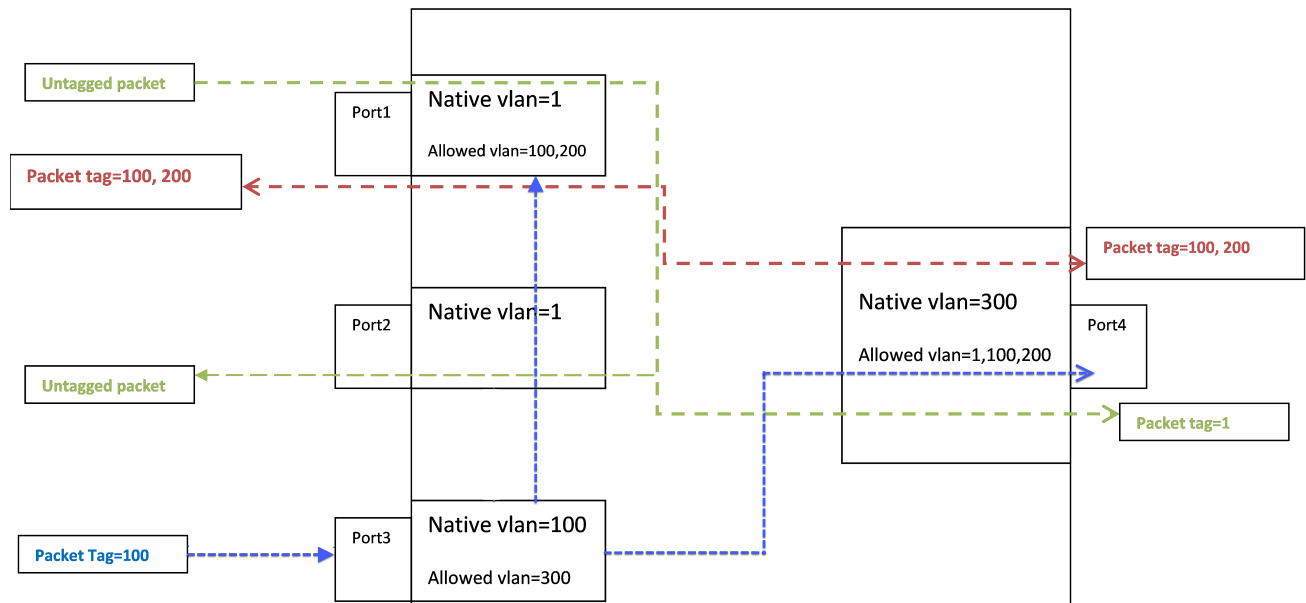 Untagged packet
Port1
Native vlan=1
Allowed vlan=100,200
Packet tag=100, 200
Packet tag=100, 200
Native vlan=300
Port4
Allowed vlan=1,100,200
Port2
Native vlan=1
Untagged packet
Packet tag=1
Packet Tag=100
Port3
Native vlan=100
Allowed vlan=300